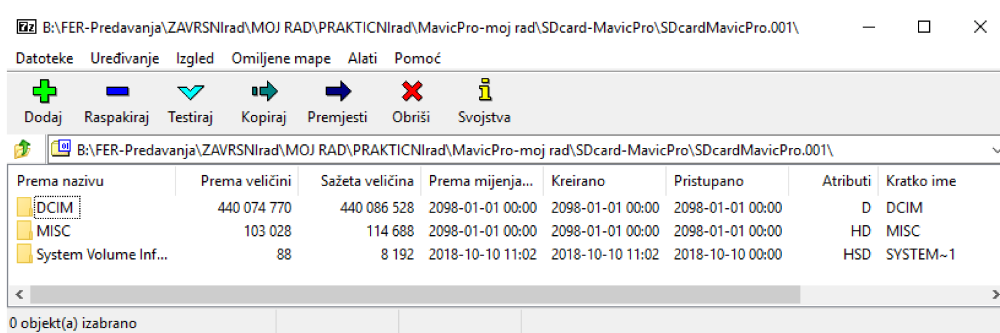 B:\FER-Predavanja\ZAVRSNIrad\MOJ RAD\PRAKTICNIrad\MavicPro-moj rad\SDcard-MavicPro\SDcardMavicPro.001\
Datoteke Uređivanje Izgled Omiljene mape Alati Pomoć
Dodaj Raspakiraj Testiraj Kopiraj Premjesti Obriši Svojstva
B:\FER-Predavanja\ZAVRSNIrad\MOJ RAD\PRAKTICNIrad\MavicPro-moj rad\SDcard-MavicPro\SDcardMavicPro.001\
Prema nazivu Prema veličini Sažeta veličina Prema mijenja... Kreirano Pristupano Atributi Kratko ime
DCIM 440 074 770 440 086 528 2098-01-01 00:00 2098-01-01 00:00 2098-01-01 00:00 D DCIM
MISC 103 028 114 688 2098-01-01 00:00 2098-01-01 00:00 2098-01-01 00:00 HD MISC
System Volume Inf... 88 8 192 2018-10-10 11:02 2018-10-10 11:02 2018-10-10 00:00 HSD SYSTEM~1
0 objekt(a) izabrano